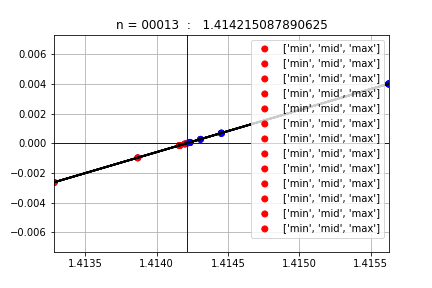 n = 00013  :   1.414215087890625
0.006
0.004
0.002
0.000
−0.002
−0.004
−0.006
['min', 'mid', 'max']
['min', 'mid', 'max']
['min', 'mid', 'max']
['min', 'mid', 'max']
['min', 'mid', 'max']
['min', 'mid', 'max']
['min', 'mid', 'max']
['min', 'mid', 'max']
['min', 'mid', 'max']
['min', 'mid', 'max']
['min', 'mid', 'max']
['min', 'mid', 'max']
['min', 'mid', 'max']
1.4135 1.4140 1.4145 1.4150 1.4155